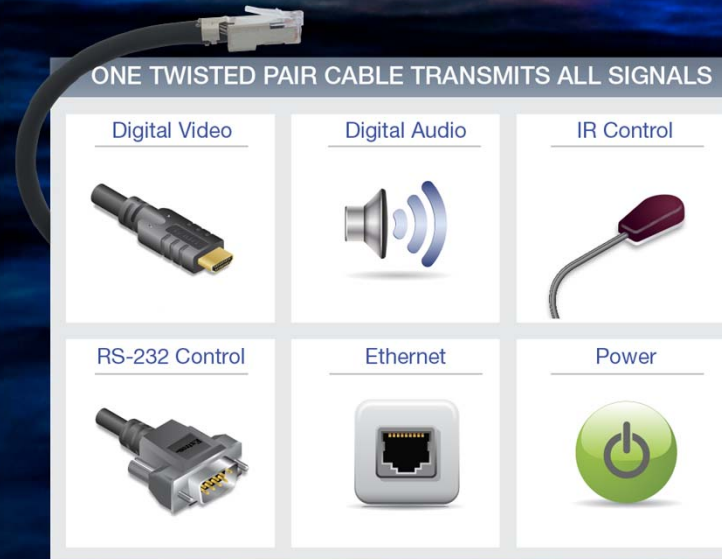 ONE TWISTED PAIR CABLE TRANSMITS ALL SIGNALS
Digital Video
Digital Audio
IR Control
RS-232 Control
Ethernet
Power